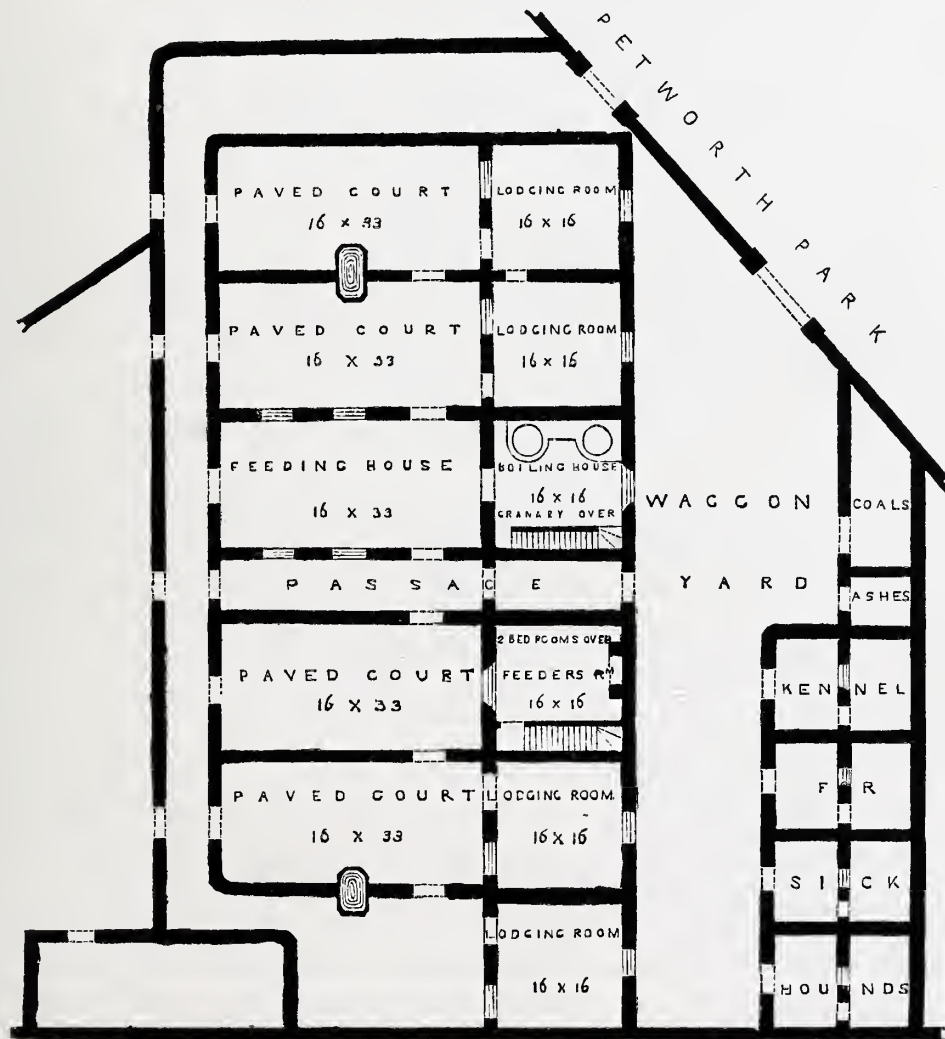 PETWORTH PARK
PAVED COURT
16 × 33
LODGING ROOM
16 × 16
PAVED COURT
16 × 33
LODGING ROOM
16 × 16
FEEDING HOUSE
16 × 33
BOILING HOUSE
16 × 16
GRANARY OVER
WAGGON
YARD
COALS
ASHES
PASSAGE
PAVED COURT
16 × 33
2 BED ROOMS OVER
FEEDERS RM
16 × 16
KENNEL
FOR
SICK
HOUNDS
PAVED COURT
16 × 33
LODGING ROOM
16 × 16
LODGING ROOM
16 × 16